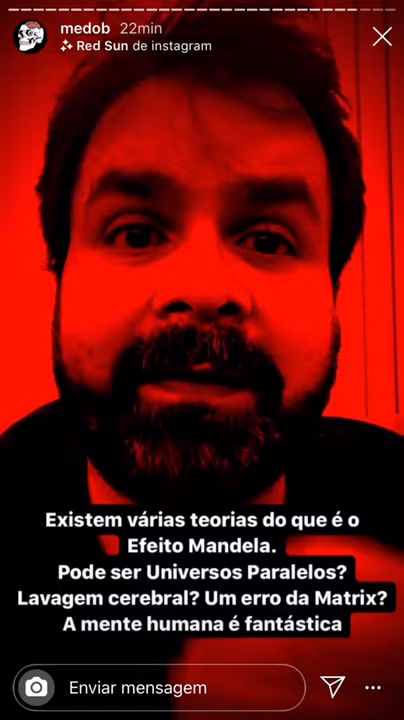 medob 22min
Red Sun de instagram
Existem várias teorias do que é o
Efeito Mandela.
Pode ser Universos Paralelos?
Lavagem cerebral? Um erro da Matrix?
A mente humana é fantástica
Enviar mensagem